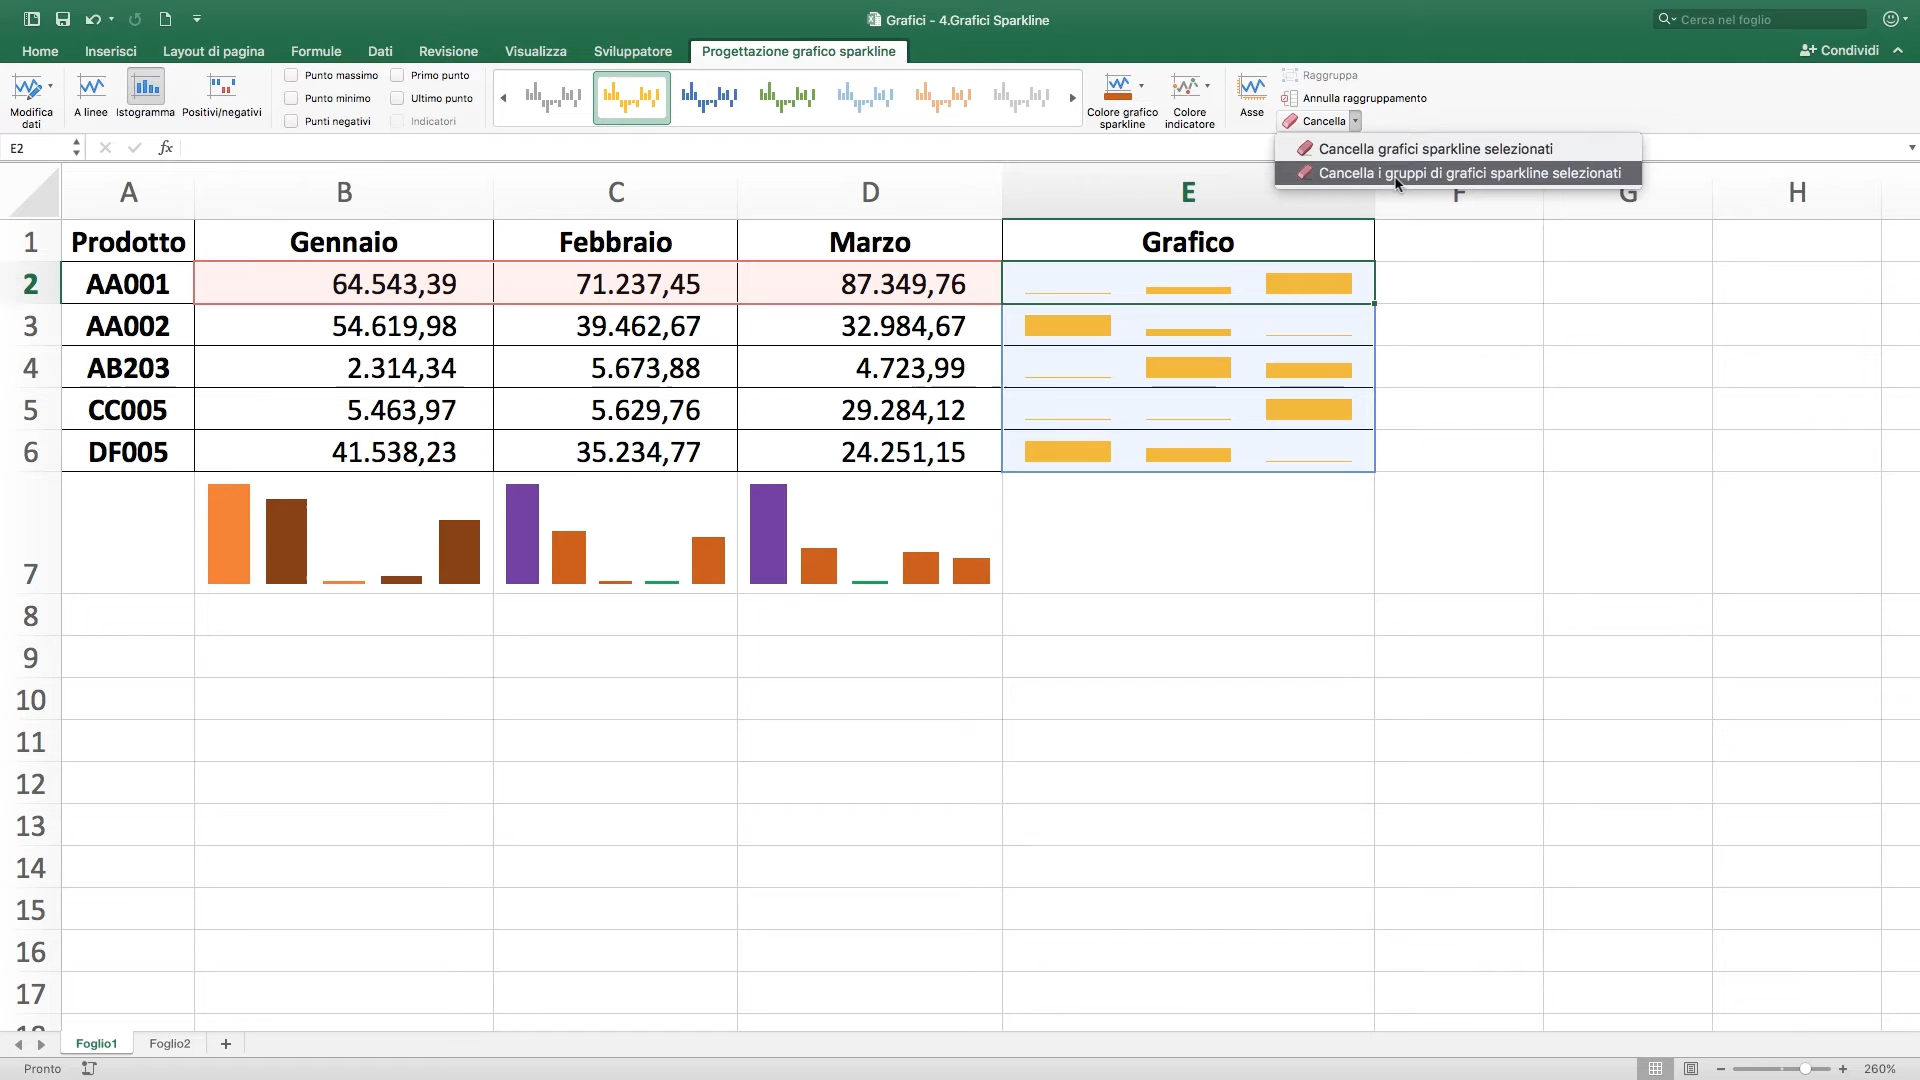 Grafici - 4.Grafici Sparkline
Cerca nel foglio
Home Inserisci Layout di pagina Formule Dati Revisione Visualizza Sviluppatore Progettazione grafico sparkline
Condividi
Modifica dati
A linee
Istogramma
Positivi/negativi
Punto massimo
Primo punto
Punto minimo
Ultimo punto
Punti negativi
Indicatori
Colore grafico sparkline
Colore indicatore
Asse
Raggruppa
Annulla raggruppamento
Cancella
Cancella grafici sparkline selezionati
Cancella i gruppi di grafici sparkline selezionati
E2 fx
A B C D E F G H
1 Prodotto Gennaio Febbraio Marzo Grafico
2 AA001 64.543,39 71.237,45 87.349,76
3 AA002 54.619,98 39.462,67 32.984,67
4 AB203 2.314,34 5.673,88 4.723,99
5 CC005 5.463,97 5.629,76 29.284,12
6 DF005 41.538,23 35.234,77 24.251,15
7
8
9
10
11
12
13
14
15
16
17
18
Foglio1 Foglio2 +
Pronto
260%